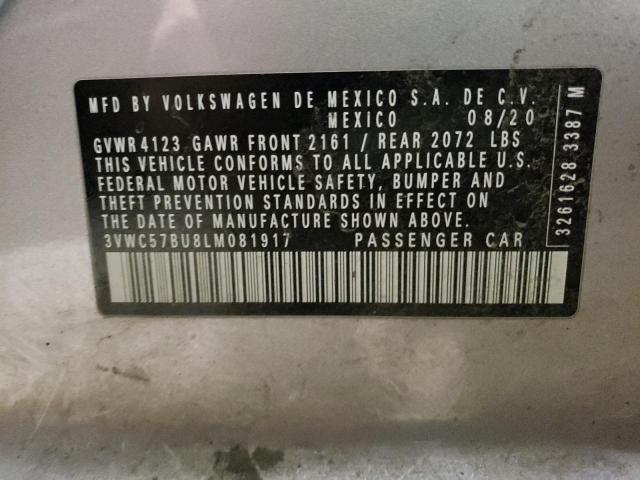 MFD BY VOLKSWAGEN DE MEXICO S.A. DE C.V.
MEXICO 08/20
GVWR 4123 GAWR FRONT 2161 / REAR 2072 LBS
THIS VEHICLE CONFORMS TO ALL APPLICABLE U.S.
FEDERAL MOTOR VEHICLE SAFETY, BUMPER AND
THEFT PREVENTION STANDARDS IN EFFECT ON
THE DATE OF MANUFACTURE SHOWN ABOVE.
3VWC57BU8LM081917 PASSENGER CAR
3261628 3387 M